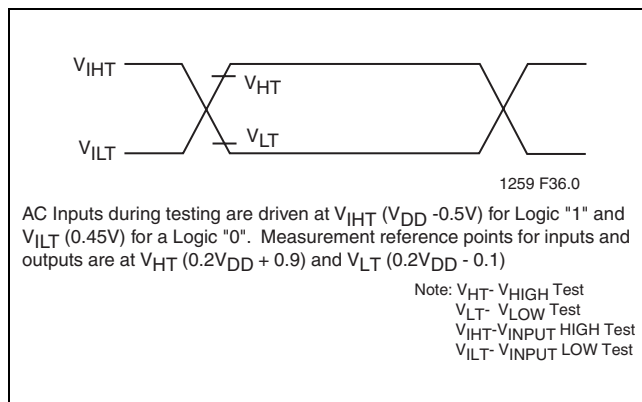 VIHT
VHT
VLT
VILT
1259 F36.0
AC Inputs during testing are driven at VIHT (VDD -0.5V) for Logic "1" and
VILT (0.45V) for a Logic "0". Measurement reference points for inputs and
outputs are at VHT (0.2VDD + 0.9) and VLT (0.2VDD - 0.1)
Note: VHT- VHIGH Test
VLT- VLOW Test
VIHT-VINPUT HIGH Test
VILT- VINPUT LOW Test